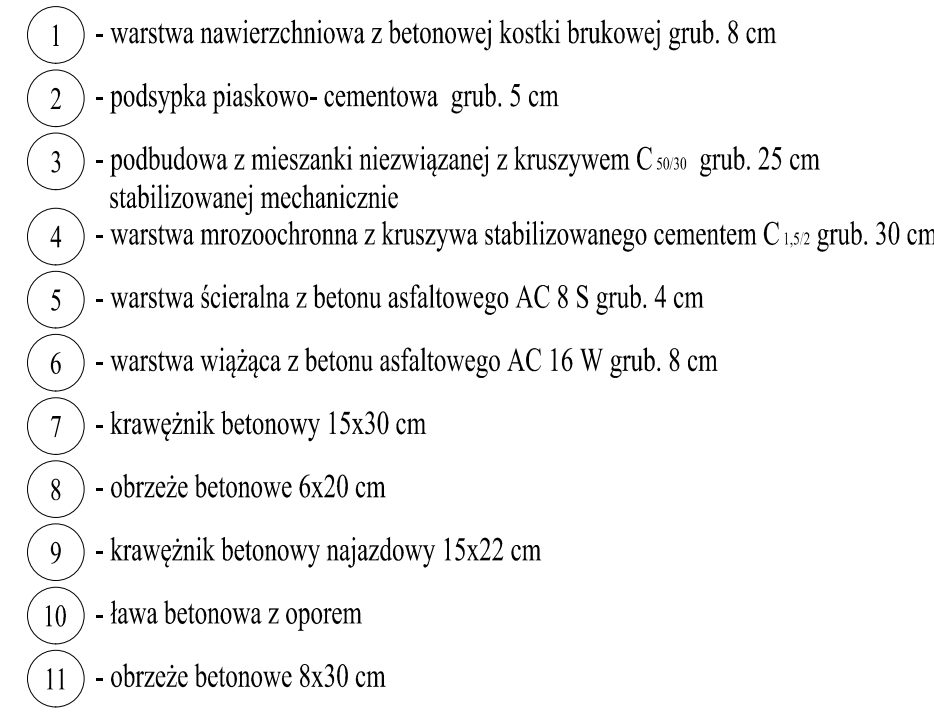 1 - warstwa nawierzchniowa z betonowej kostki brukowej grub. 8 cm
2 - podsypka piaskowo- cementowa grub. 5 cm
3 - podbudowa z mieszanki niezwiązanej z kruszywem C 50/30 grub. 25 cm
stabilizowanej mechanicznie
4 - warstwa mrozoochronna z kruszywa stabilizowanego cementem C 1,5/2 grub. 30 cm
5 - warstwa ścieralna z betonu asfaltowego AC 8 S grub. 4 cm
6 - warstwa wiążąca z betonu asfaltowego AC 16 W grub. 8 cm
7 - krawężnik betonowy 15x30 cm
8 - obrzeże betonowe 6x20 cm
9 - krawężnik betonowy najazdowy 15x22 cm
10 - ława betonowa z oporem
11 - obrzeże betonowe 8x30 cm